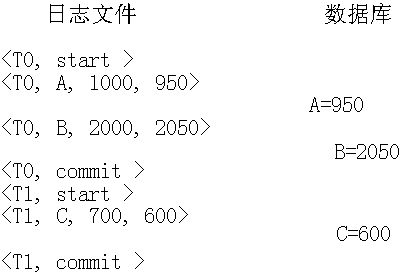 日志文件 数据库
<T0, start >
<T0, A, 1000, 950>
A=950
<T0, B, 2000, 2050>
B=2050
<T0, commit >
<T1, start >
<T1, C, 700, 600>
C=600
<T1, commit >